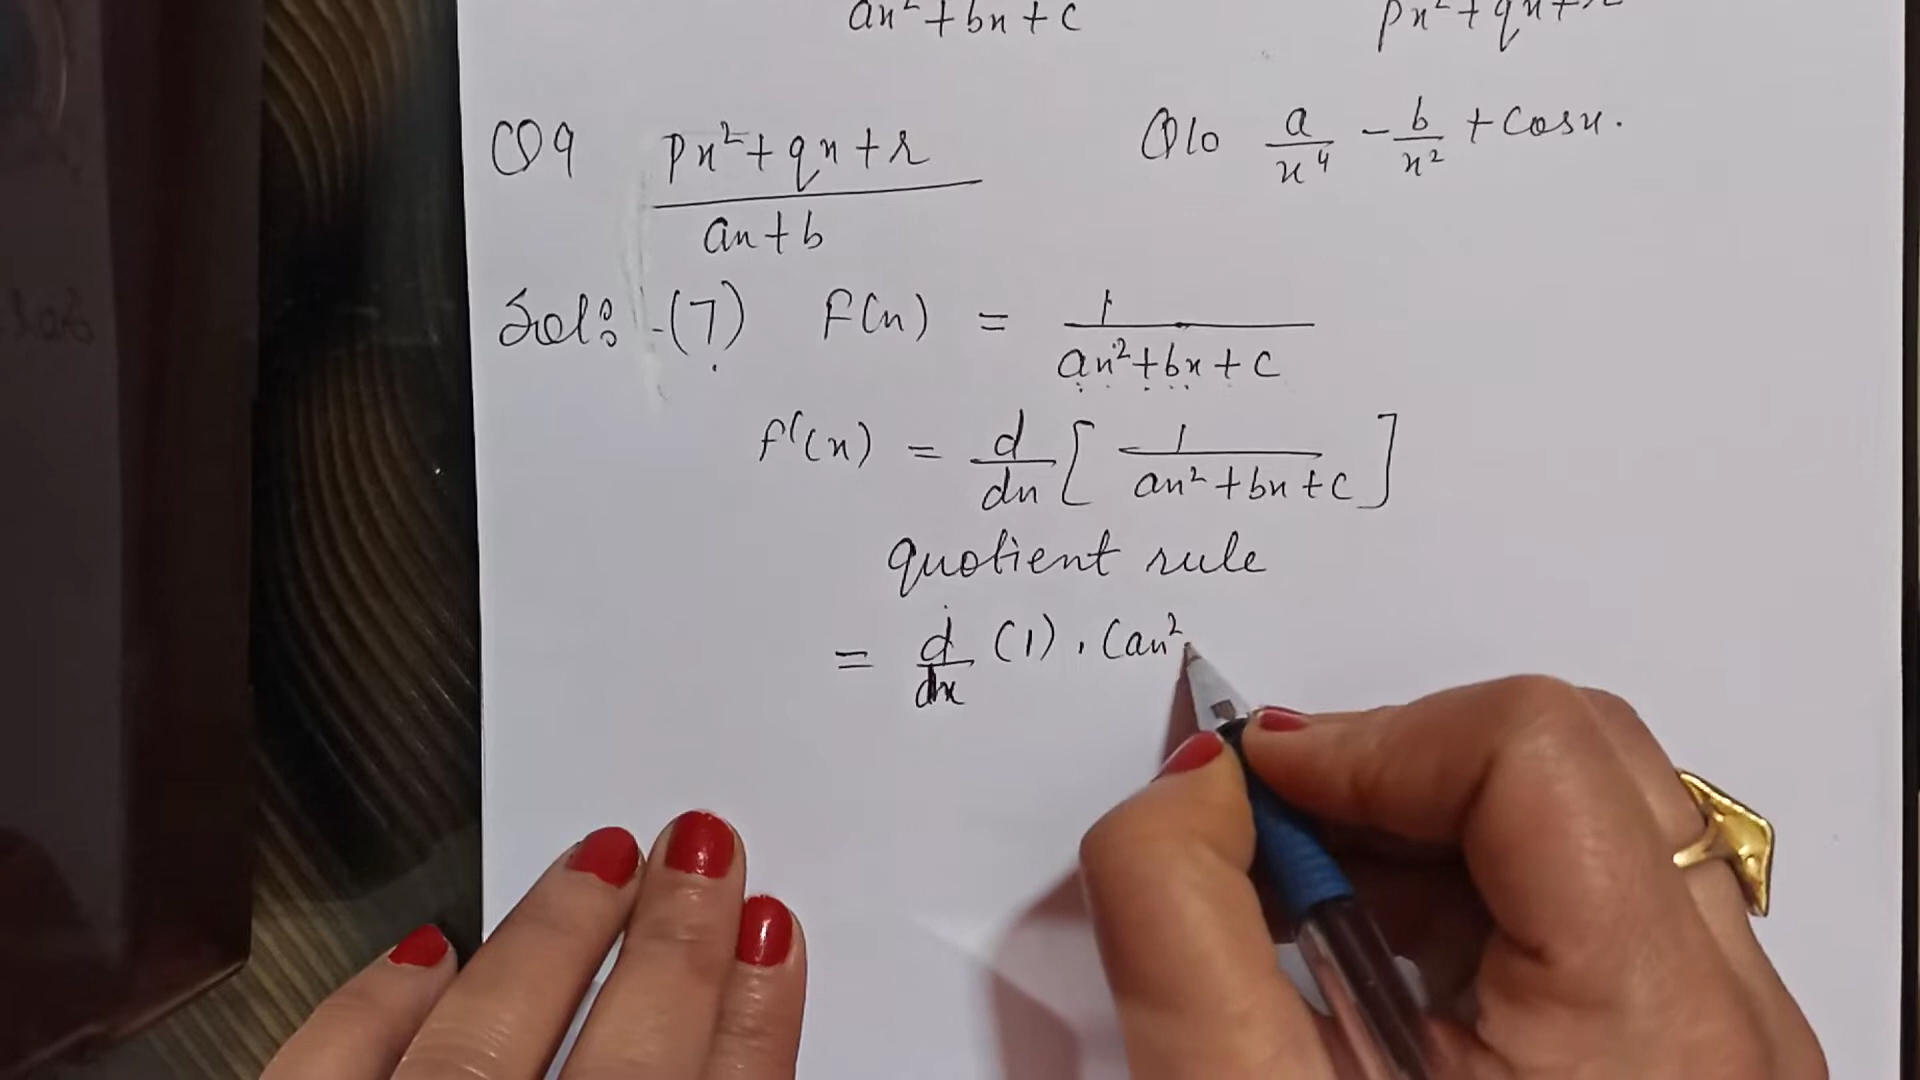 ax²+bx+c px²+qx+r
Q9 px²+qx+r / ax+b Q10 a/x⁴ - b/x² + cosx.
Sol: -(7) f(x) = 1 / ax²+bx+c
f'(x) = d/dx [ 1 / ax²+bx+c ]
quotient rule
= d/dx (1) . (ax²